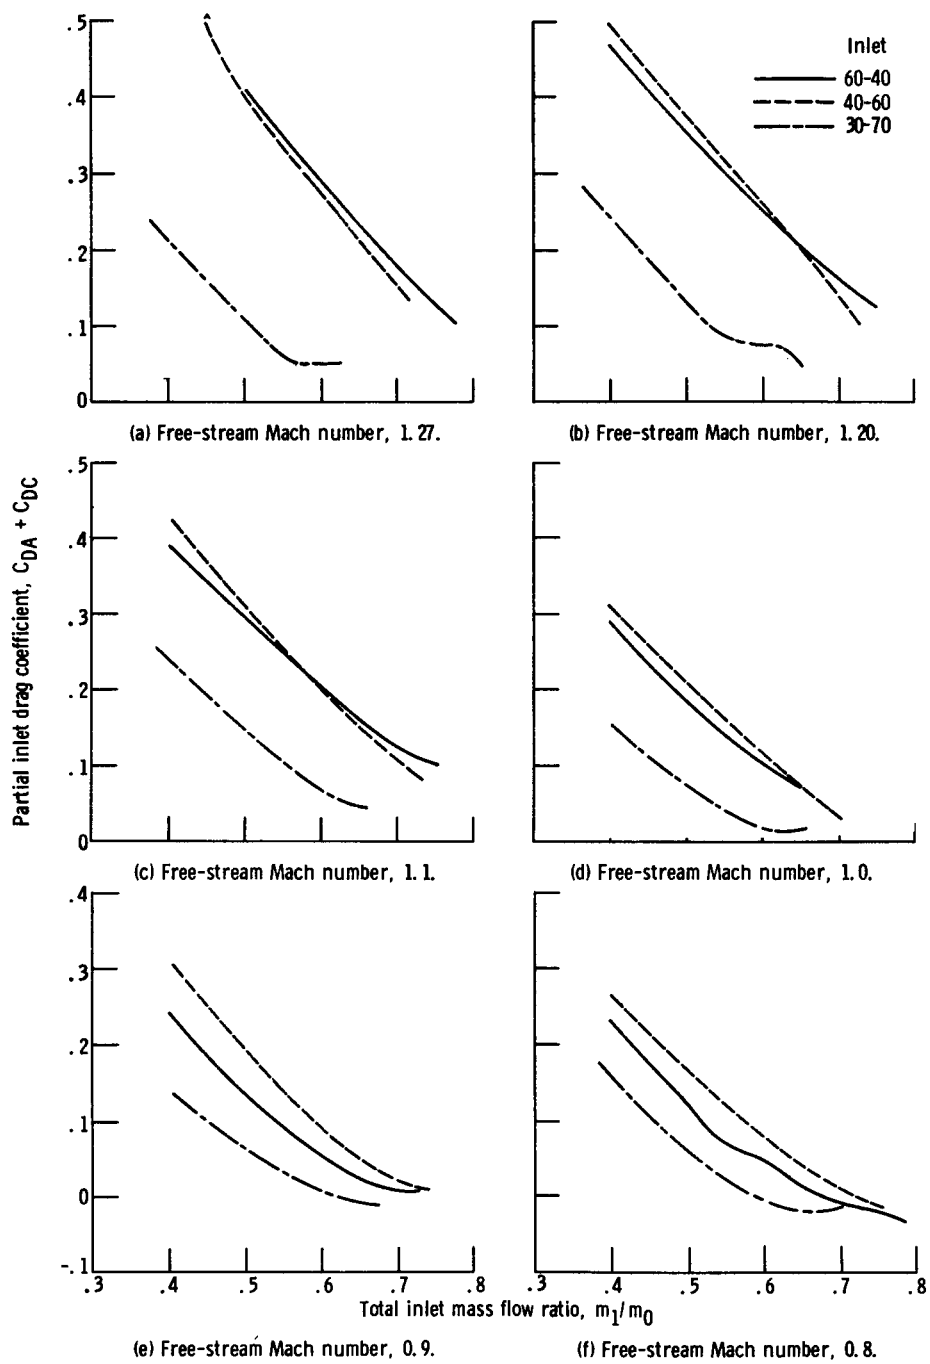 .5
.4
.3
.2
.1
0
Inlet
60-40
40-60
30-70
(a) Free-stream Mach number, 1.27.
(b) Free-stream Mach number, 1.20.
Partial inlet drag coefficient, CDA + CDC
.5
.4
.3
.2
.1
0
(c) Free-stream Mach number, 1.1.
(d) Free-stream Mach number, 1.0.
.4
.3
.2
.1
0
-.1
.3 .4 .5 .6 .7 .8
.3 .4 .5 .6 .7 .8
Total inlet mass flow ratio, m1/m0
(e) Free-stream Mach number, 0.9.
(f) Free-stream Mach number, 0.8.